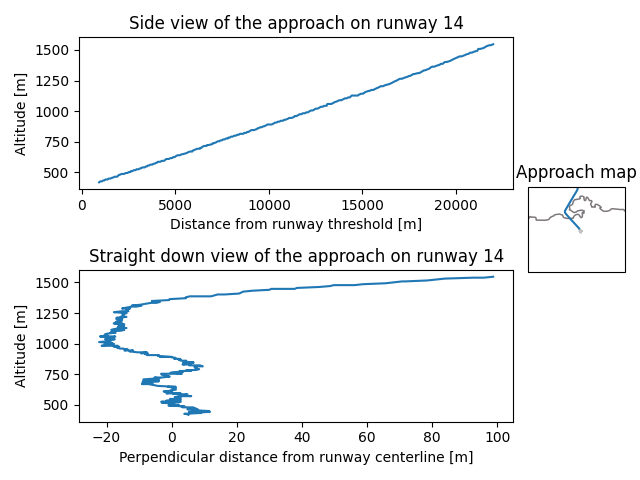 Side view of the approach on runway 14
1500
1250
1000
750
500
Altitude [m]
0 5000 10000 15000 20000
Distance from runway threshold [m]
Approach map
Straight down view of the approach on runway 14
1500
1250
1000
750
500
Altitude [m]
−20 0 20 40 60 80 100
Perpendicular distance from runway centerline [m]